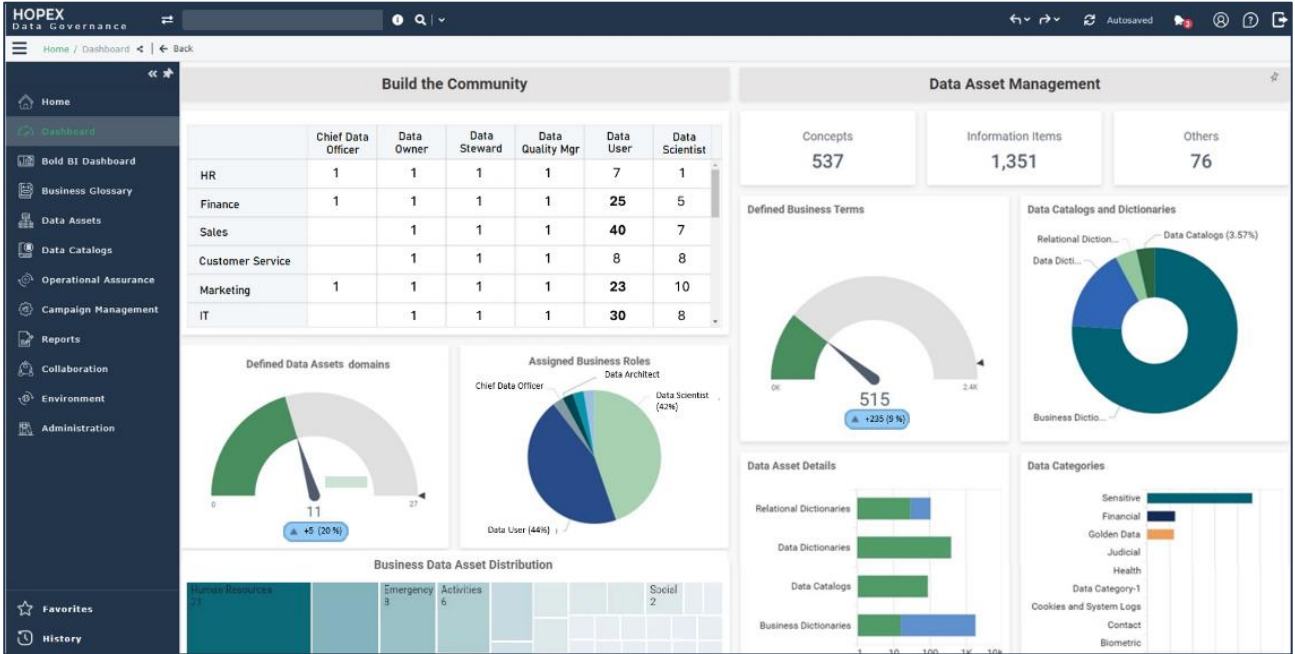 HOPEX
Data Governance
Autosaved
3
Home / Dashboard
Back
Home
Dashboard
Bold BI Dashboard
Business Glossary
Data Assets
Data Catalogs
Operational Assurance
Campaign Management
Reports
Collaboration
Environment
Administration
Favorites
History
Build the Community
Chief Data Officer Data Owner Data Steward Data Quality Mgr Data User Data Scientist
HR 1 1 1 1 7 1
Finance 1 1 1 1 25 5
Sales 1 1 1 40 7
Customer Service 1 1 1 8 8
Marketing 1 1 1 1 23 10
IT 1 1 1 30 8
Defined Data Assets domains
0
27
11
+5 (20 %)
Assigned Business Roles
Data Architect
Chief Data Officer
Data Scientist
(42%)
Data User (44%)
Business Data Asset Distribution
Human Resources
21
Emergency
8
Activities
6
Social
2
Data Asset Management
Concepts
537
Information Items
1,351
Others
76
Defined Business Terms
0K
2.4K
515
+235 (9 %)
Data Catalogs and Dictionaries
Relational Diction...
Data Catalogs (3.57%)
Data Dicti...
Business Dictio...
Data Asset Details
Relational Dictionaries
Data Dictionaries
Data Catalogs
Business Dictionaries
1 10 100 1K 10K
Data Categories
Sensitive
Financial
Golden Data
Judicial
Health
Data Category-1
Cookies and System Logs
Contact
Biometric